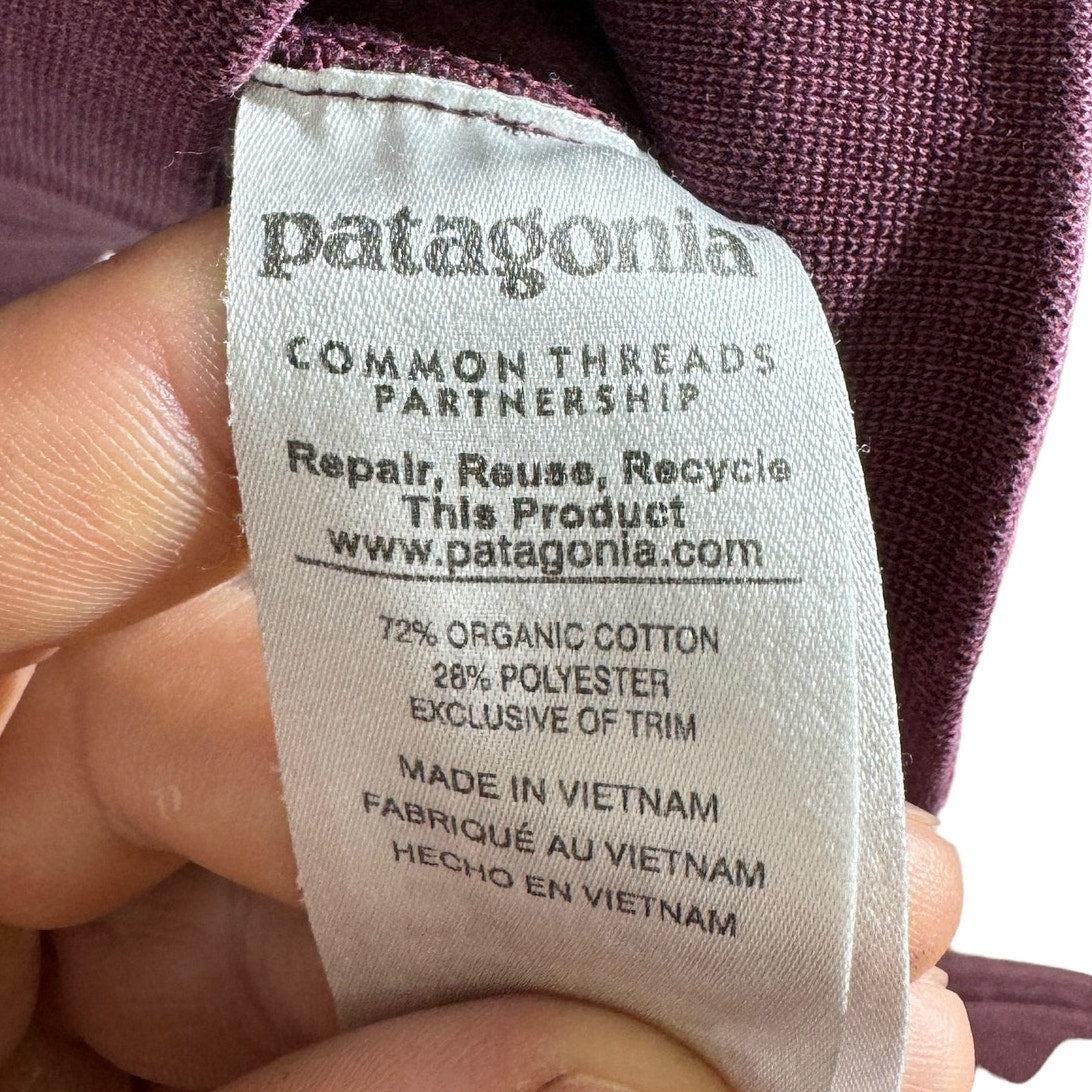 patagonia
COMMON THREADS
PARTNERSHIP
Repair, Reuse, Recycle
This Product
www.patagonia.com
72% ORGANIC COTTON
28% POLYESTER
EXCLUSIVE OF TRIM
MADE IN VIETNAM
FABRIQUÉ AU VIETNAM
HECHO EN VIETNAM